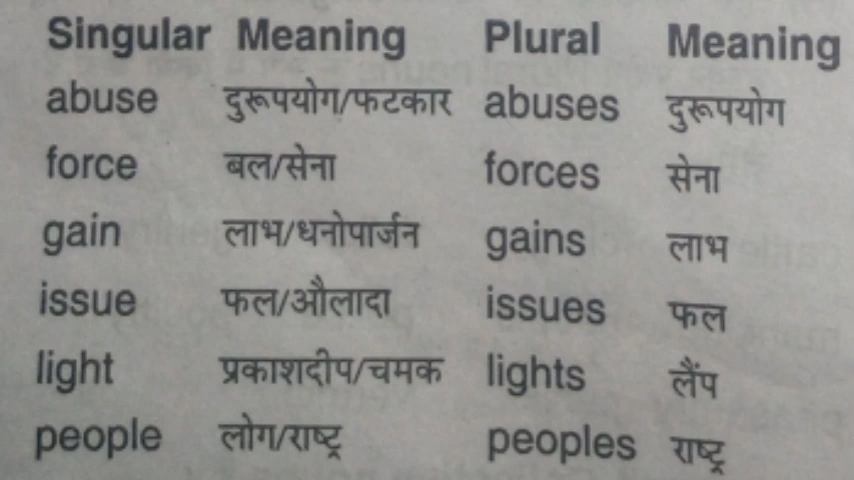 Singular Meaning Plural Meaning
abuse दुरूपयोग/फटकार abuses दुरूपयोग
force बल/सेना forces सेना
gain लाभ/धनोपार्जन gains लाभ
issue फल/औलादा issues फल
light प्रकाशदीप/चमक lights लैंप
people लोग/राष्ट्र peoples राष्ट्र